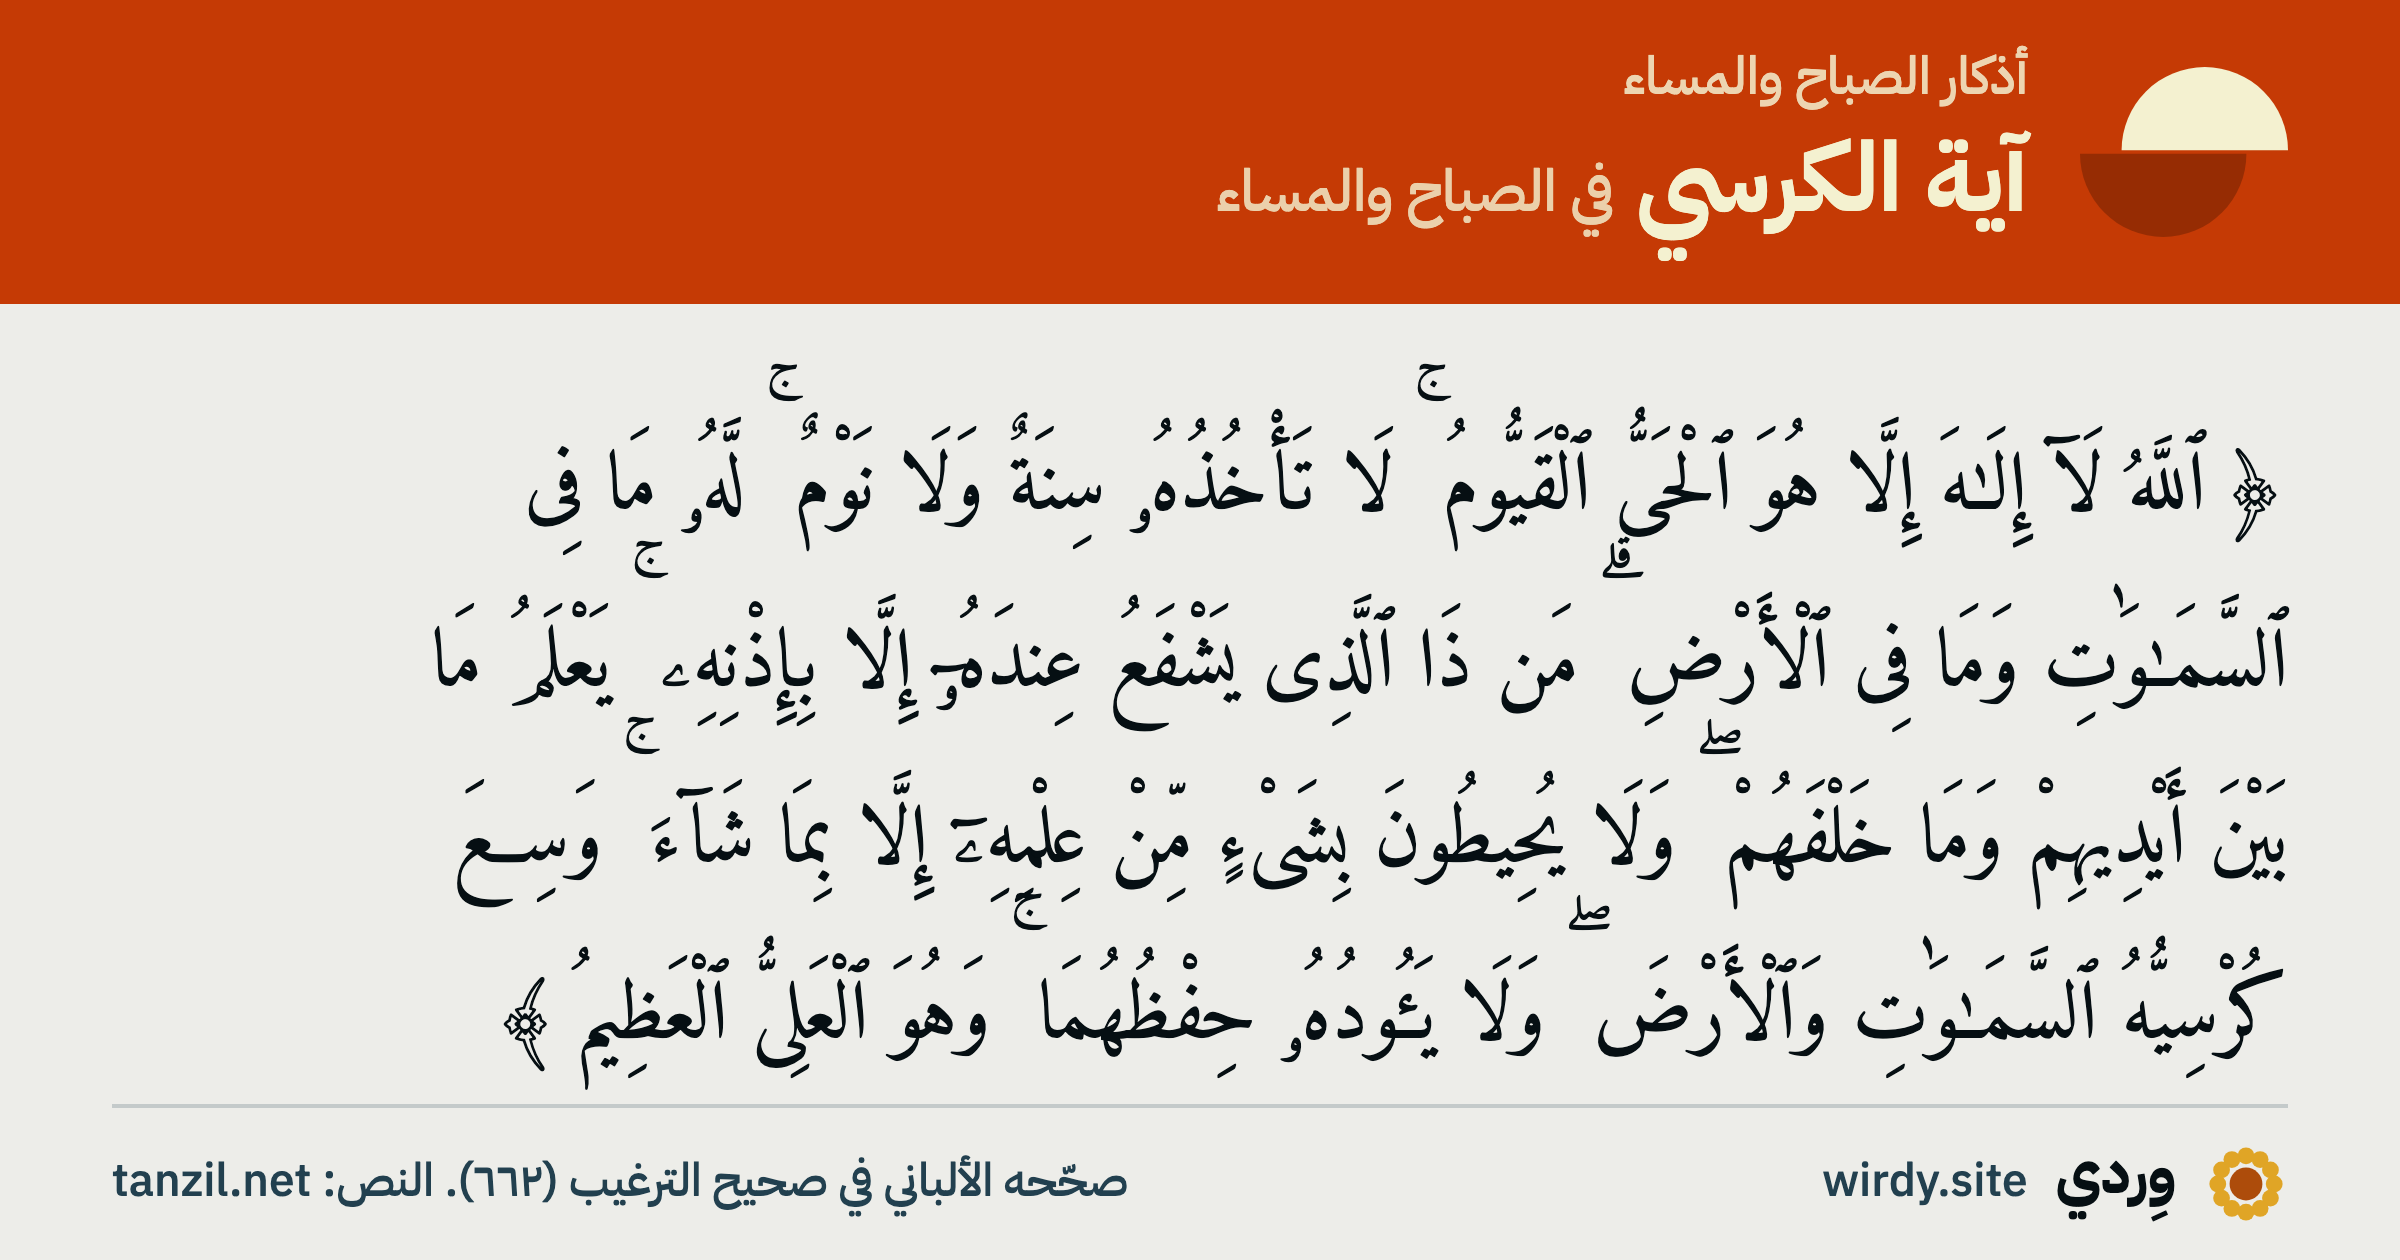 أذكار الصباح والمساء
آية الكرسي في الصباح والمساء
﴿ ٱللَّهُ لَآ إِلَـٰهَ إِلَّا هُوَ ٱلْحَىُّ ٱلْقَيُّومُ ۚ لَا تَأْخُذُهُۥ سِنَةٌ وَلَا نَوْمٌ ۚ لَّهُۥ مَا فِى
ٱلسَّمَـٰوَٰتِ وَمَا فِى ٱلْأَرْضِ ۗ مَن ذَا ٱلَّذِى يَشْفَعُ عِندَهُۥٓ إِلَّا بِإِذْنِهِۦ ۚ يَعْلَمُ مَا
بَيْنَ أَيْدِيهِمْ وَمَا خَلْفَهُمْ ۖ وَلَا يُحِيطُونَ بِشَىْءٍ مِّنْ عِلْمِهِۦٓ إِلَّا بِمَا شَآءَ ۚ وَسِعَ
كُرْسِيُّهُ ٱلسَّمَـٰوَٰتِ وَٱلْأَرْضَ ۖ وَلَا يَـُٔودُهُۥ حِفْظُهُمَا ۚ وَهُوَ ٱلْعَلِىُّ ٱلْعَظِيمُ ﴾
وِردي wirdy.site
صحّحه الألباني في صحيح الترغيب (٦٦٢). النص: tanzil.net